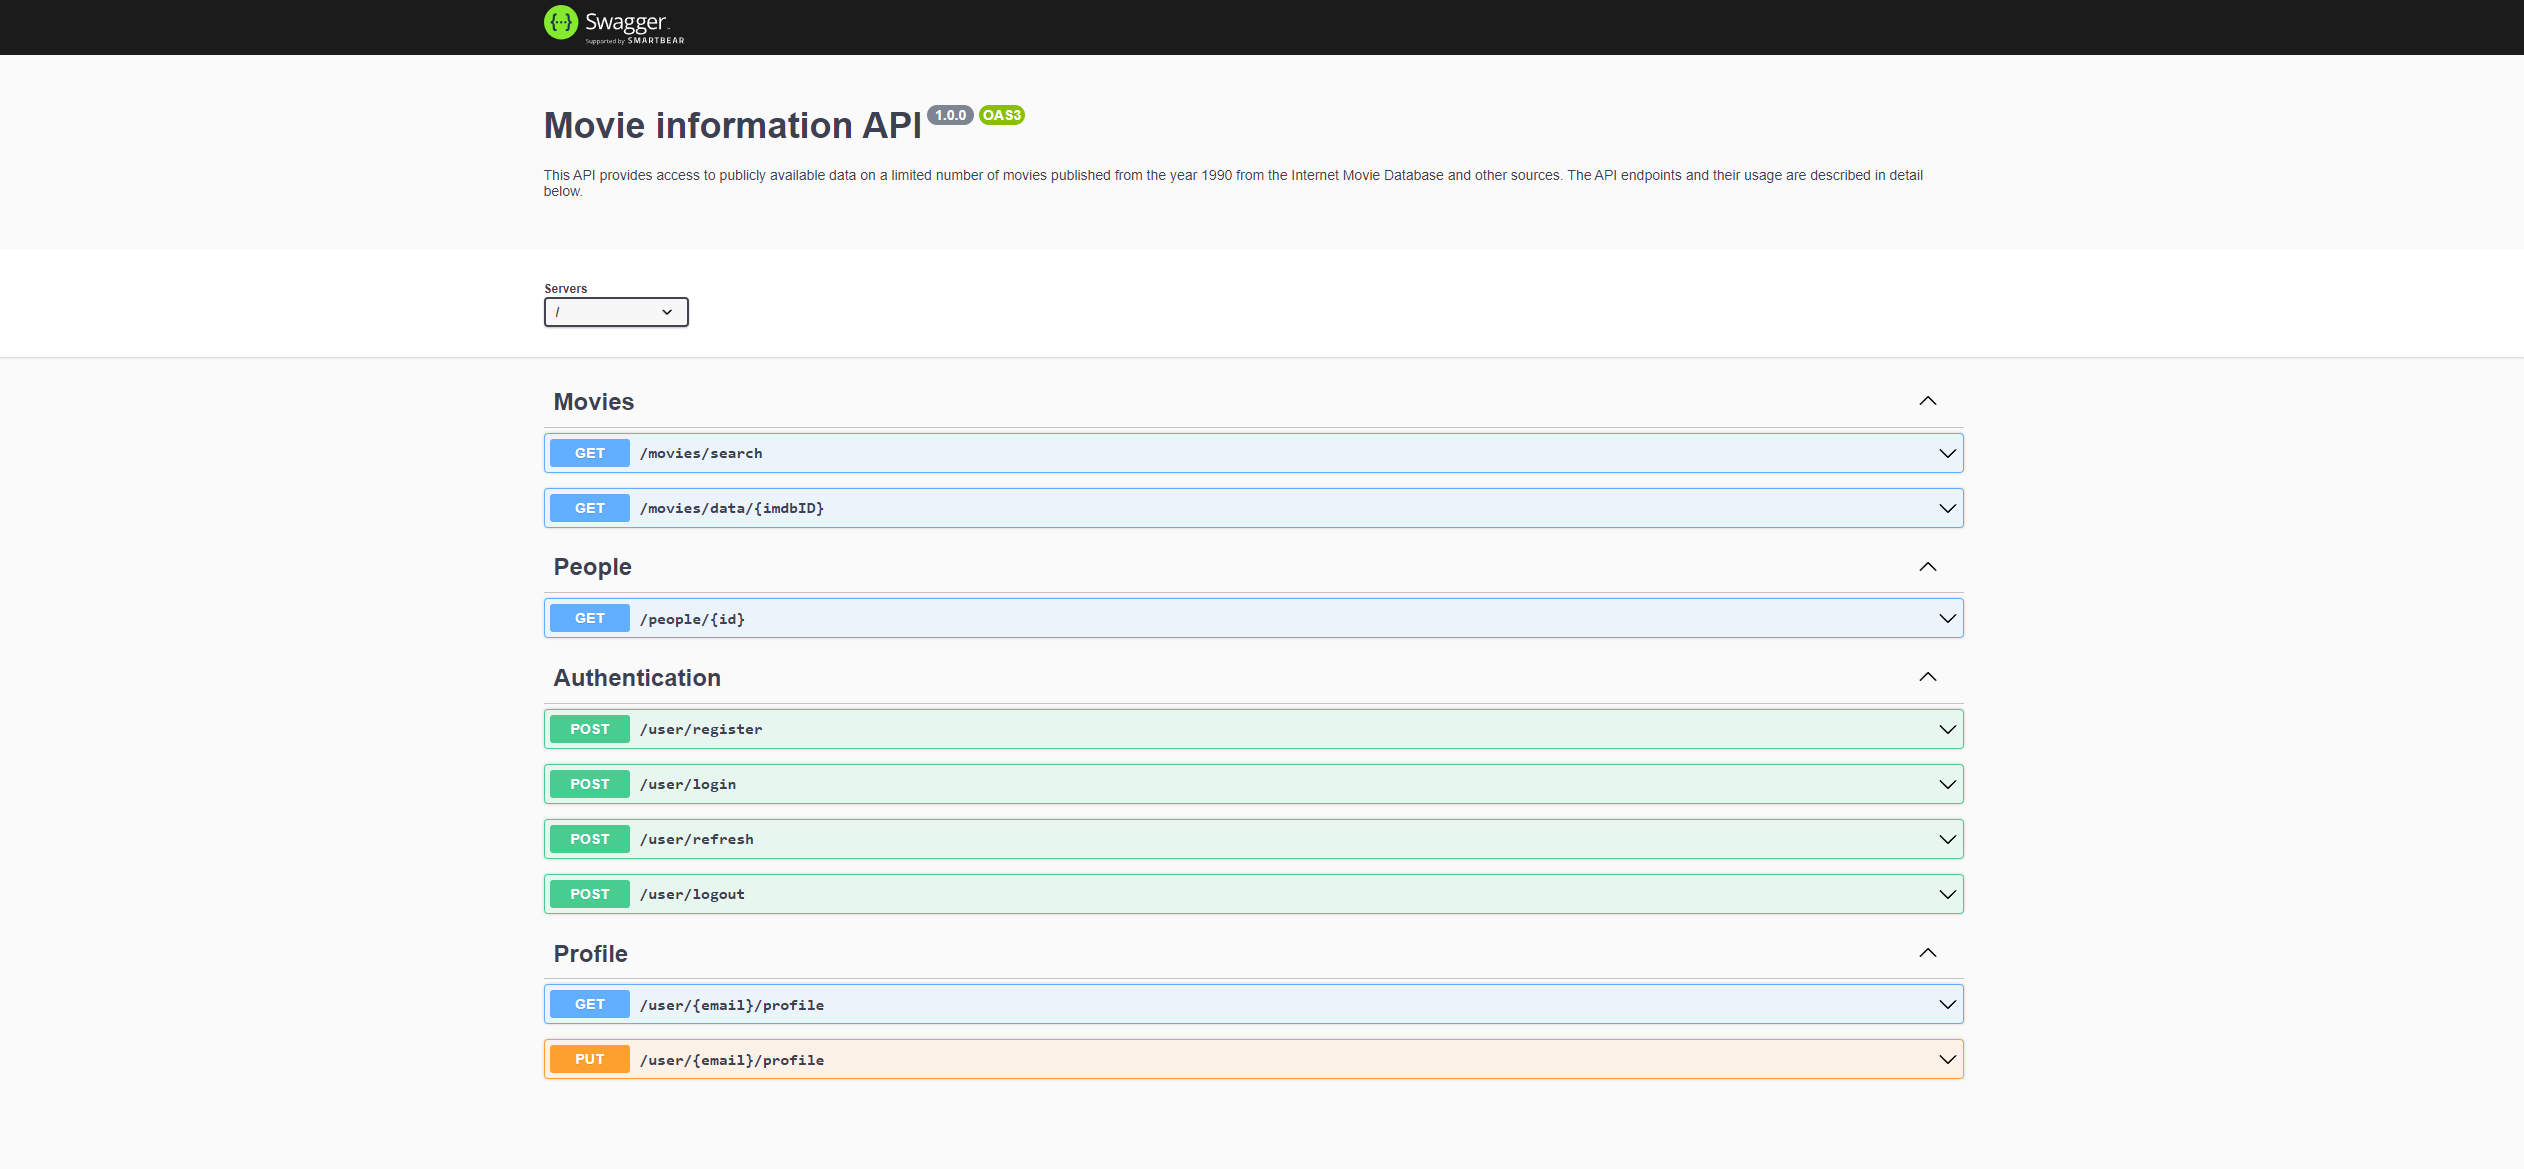 Swagger
Supported by SMARTBEAR
Movie information API 1.0.0 OAS3
This API provides access to publicly available data on a limited number of movies published from the year 1990 from the Internet Movie Database and other sources. The API endpoints and their usage are described in detail
below.
Servers
/
Movies
GET /movies/search
GET /movies/data/{imdbID}
People
GET /people/{id}
Authentication
POST /user/register
POST /user/login
POST /user/refresh
POST /user/logout
Profile
GET /user/{email}/profile
PUT /user/{email}/profile